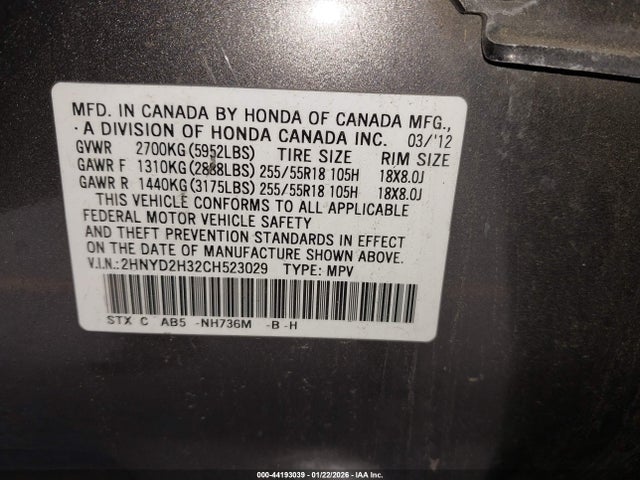 MFD. IN CANADA BY HONDA OF CANADA MFG.,
A DIVISION OF HONDA CANADA INC. 03/'12
GVWR 2700KG (5952LBS) TIRE SIZE RIM SIZE
GAWR F 1310KG (2888LBS) 255/55R18 105H 18X8.0J
GAWR R 1440KG (3175LBS) 255/55R18 105H 18X8.0J
THIS VEHICLE CONFORMS TO ALL APPLICABLE
FEDERAL MOTOR VEHICLE SAFETY
AND THEFT PREVENTION STANDARDS IN EFFECT
ON THE DATE OF MANUFACTURE SHOWN ABOVE.
V.I.N.: 2HNYD2H32CH523029 TYPE: MPV
STX C AB5 -NH736M -B -H
000-44193039 | 01/22/2026 | IAA Inc.